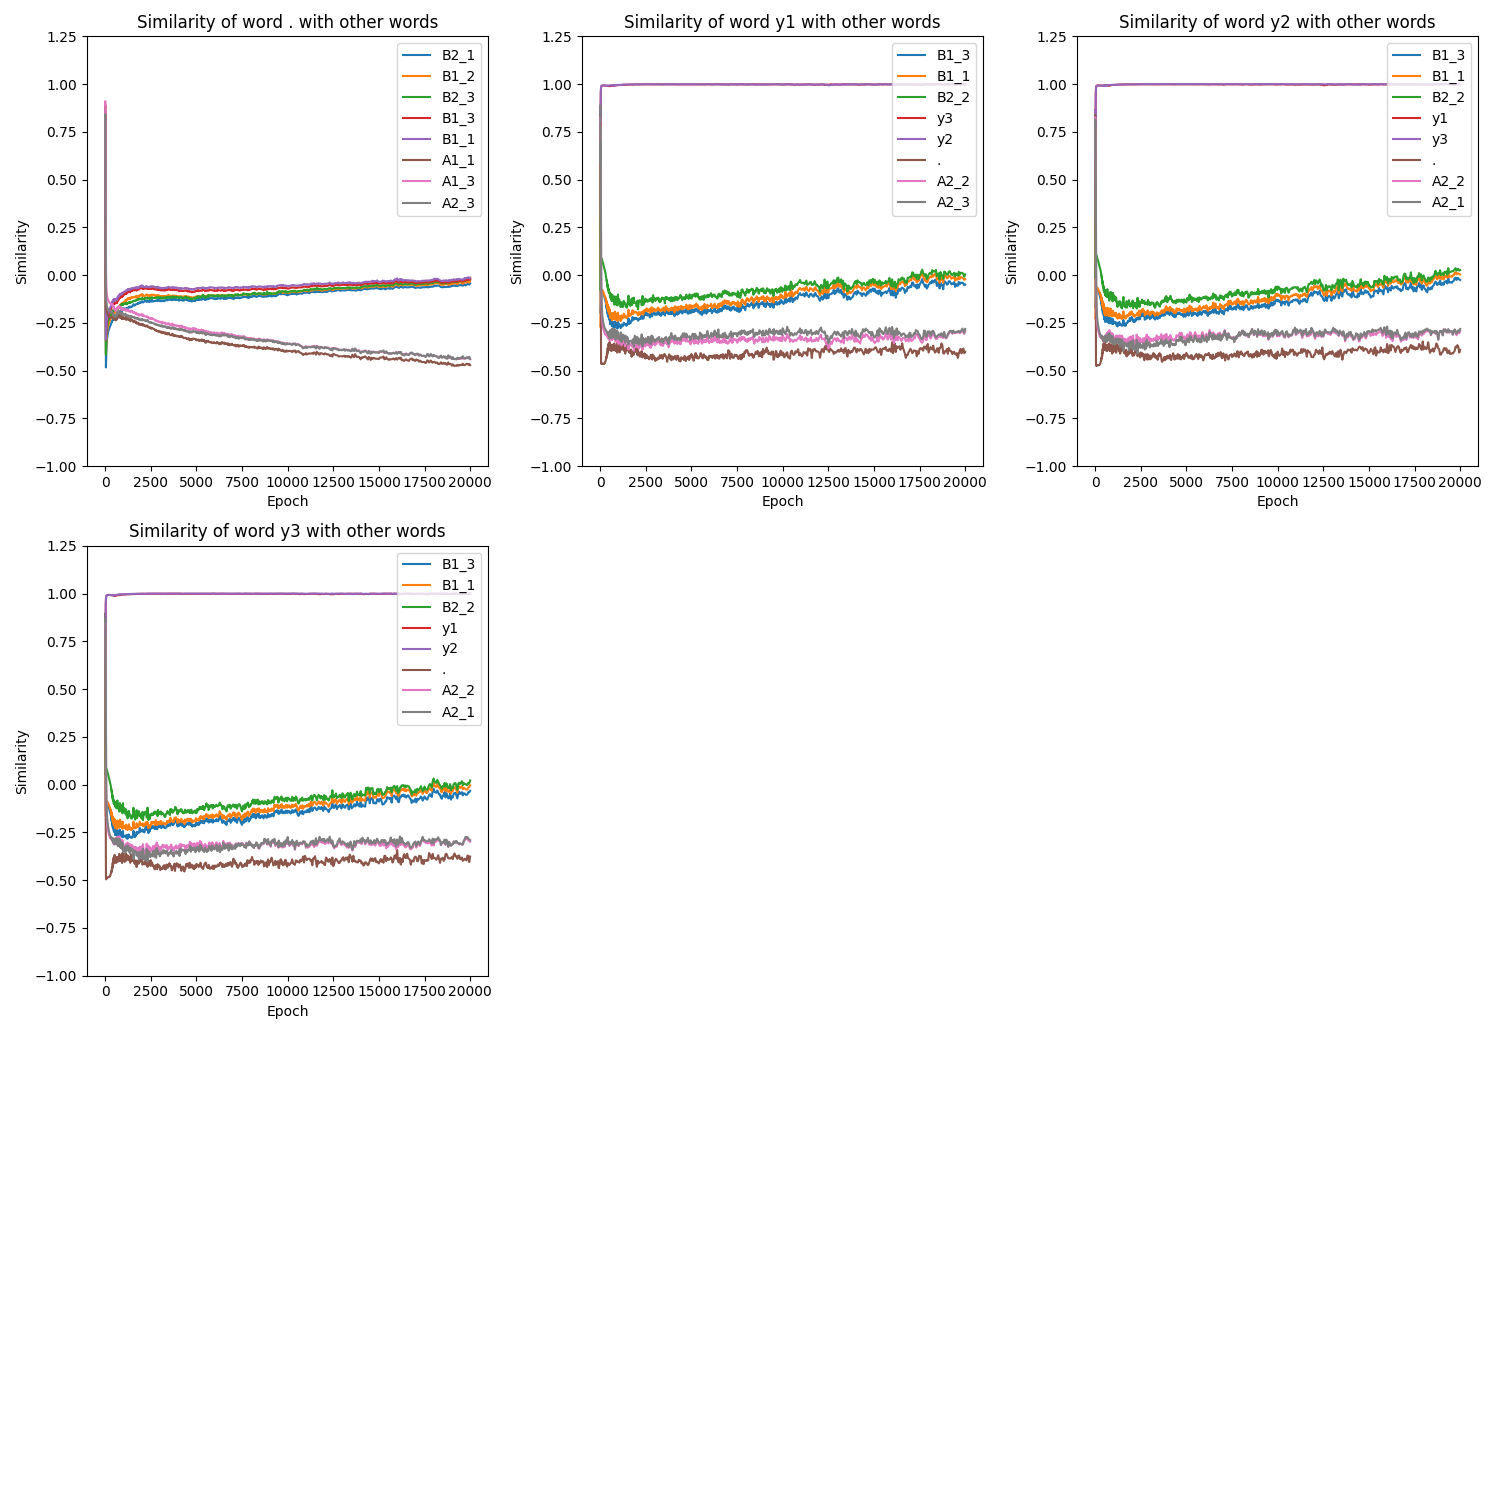 Similarity of word . with other words
Similarity
1.25
1.00
0.75
0.50
0.25
0.00
−0.25
−0.50
−0.75
−1.00
B2_1
B1_2
B2_3
B1_3
B1_1
A1_1
A1_3
A2_3
0 2500 5000 7500 10000 12500 15000 17500 20000
Epoch
Similarity of word y1 with other words
Similarity
1.25
1.00
0.75
0.50
0.25
0.00
−0.25
−0.50
−0.75
−1.00
B1_3
B1_1
B2_2
y3
y2
.
A2_2
A2_3
0 2500 5000 7500 10000 12500 15000 17500 20000
Epoch
Similarity of word y2 with other words
Similarity
1.25
1.00
0.75
0.50
0.25
0.00
−0.25
−0.50
−0.75
−1.00
B1_3
B1_1
B2_2
y1
y3
.
A2_2
A2_1
0 2500 5000 7500 10000 12500 15000 17500 20000
Epoch
Similarity of word y3 with other words
Similarity
1.25
1.00
0.75
0.50
0.25
0.00
−0.25
−0.50
−0.75
−1.00
B1_3
B1_1
B2_2
y1
y2
.
A2_2
A2_1
0 2500 5000 7500 10000 12500 15000 17500 20000
Epoch